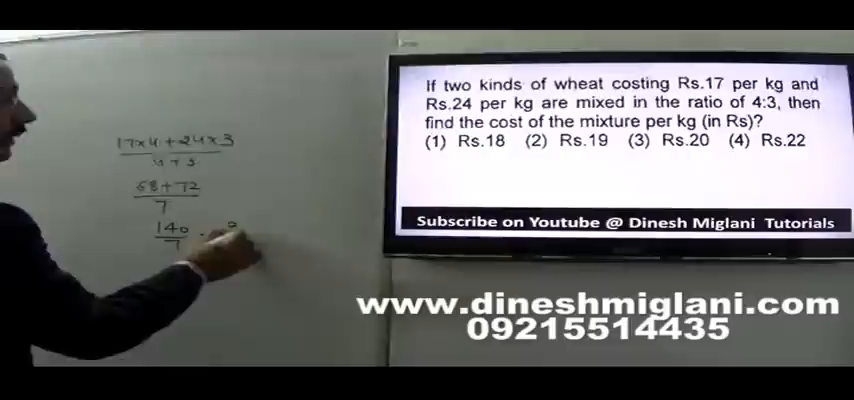 17×4+24×3
4+3
68+72
7
140
7
If two kinds of wheat costing Rs.17 per kg and
Rs.24 per kg are mixed in the ratio of 4:3, then
find the cost of the mixture per kg (in Rs)?
(1) Rs.18 (2) Rs.19 (3) Rs.20 (4) Rs.22
Subscribe on Youtube @ Dinesh Miglani Tutorials
www.dineshmiglani.com
09215514435